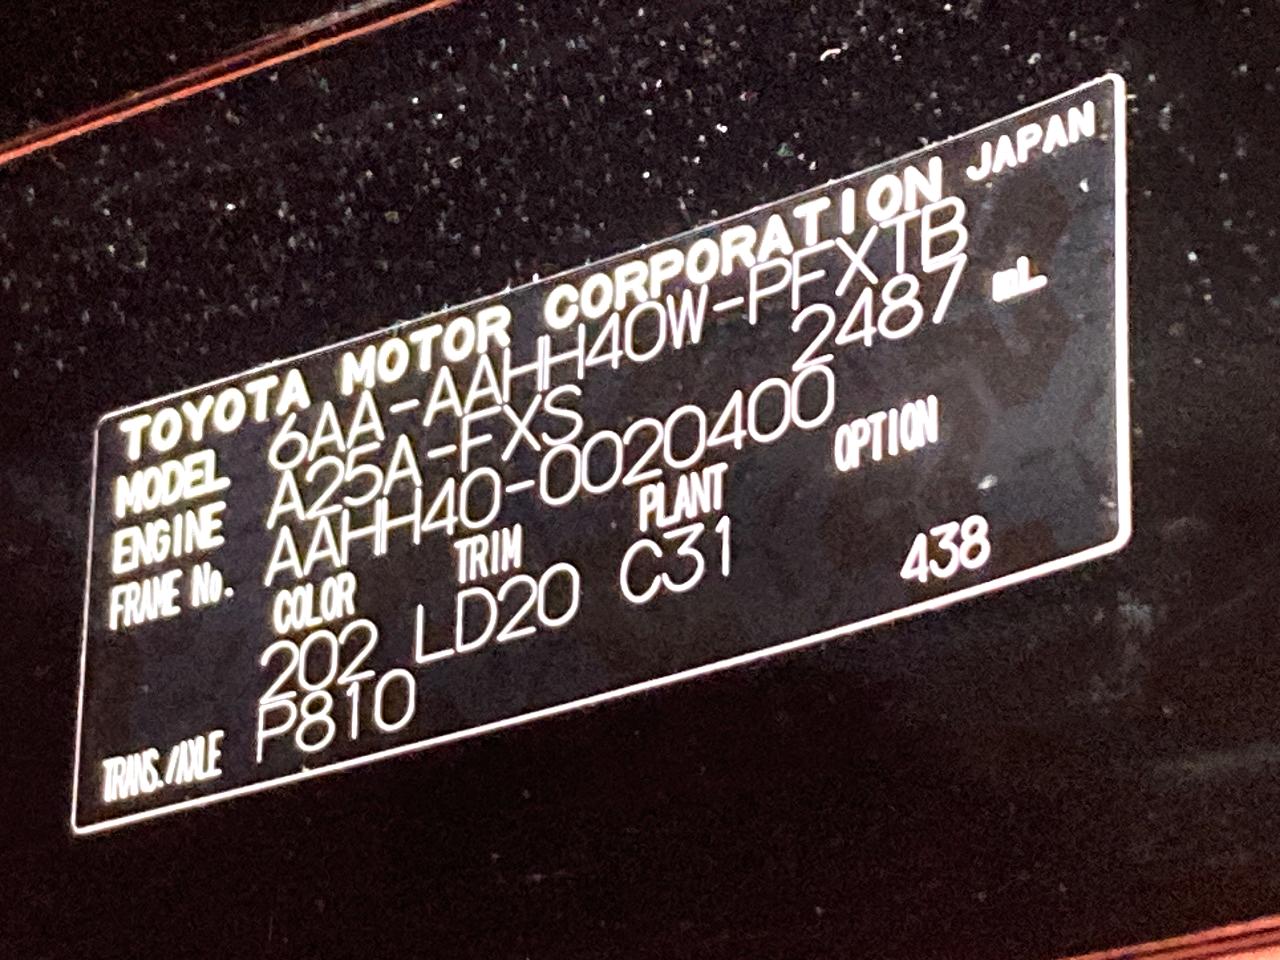 TOYOTA MOTOR CORPORATION JAPAN
MODEL 6AA-AAHH40W-PFXTB
ENGINE A25A-FXS 2487 mL
FRAME No. AAHH40-0020400
COLOR TRIM PLANT OPTION
202 LD20 C31 438
TRANS./AXLE P810